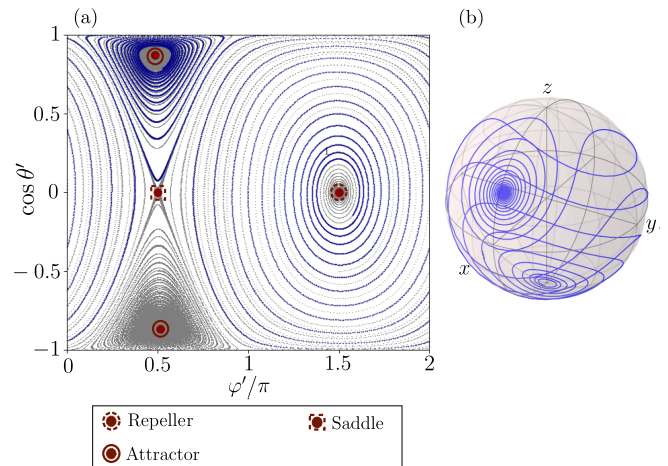 (a)
(b)
1
0.5
0
−0.5
−1
cos θ′
0
0.5
1
1.5
2
φ′/π
z
y
x
Repeller
Saddle
Attractor